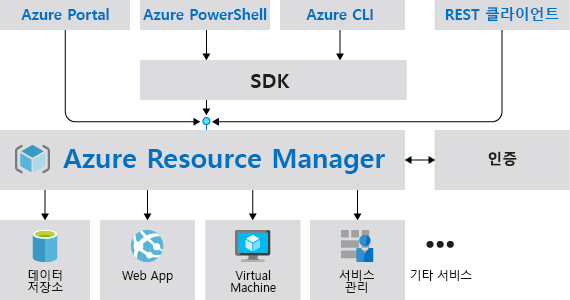 Azure Portal
Azure PowerShell
Azure CLI
REST 클라이언트
SDK
Azure Resource Manager
인증
데이터
저장소
Web App
Virtual
Machine
서비스
관리
기타 서비스